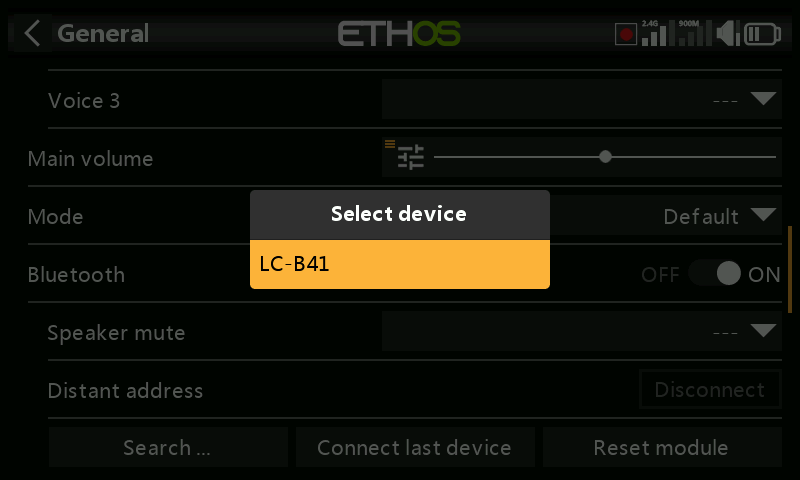 General ETHOS 2.4G 900M
Voice 3 ---
Main volume
Mode Default
Select device
LC-B41
Bluetooth OFF ON
Speaker mute ---
Distant address Disconnect
Search ... Connect last device Reset module